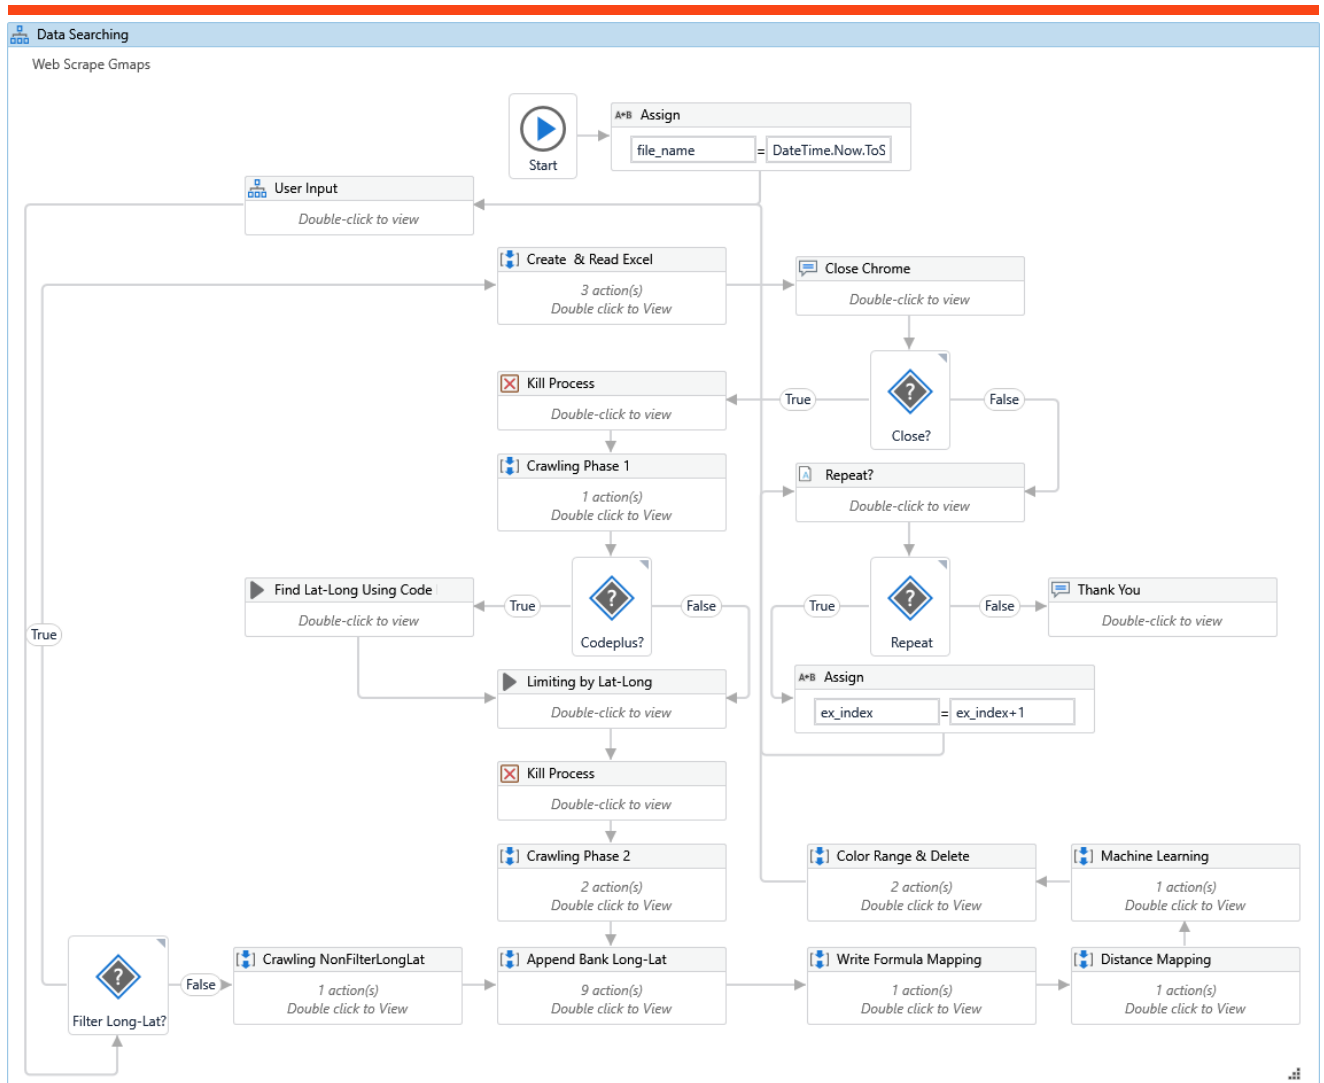 Data Searching
Web Scrape Gmaps
Start
A+B Assign
file_name = DateTime.Now.ToS
User Input
Double-click to view
Create & Read Excel
3 action(s)
Double click to View
Close Chrome
Double-click to view
Kill Process
Double-click to view
True
Close?
False
Crawling Phase 1
1 action(s)
Double click to View
Repeat?
Double-click to view
Find Lat-Long Using Code
Double-click to view
True
Codeplus?
False
True
Repeat
False
Thank You
Double-click to view
True
Limiting by Lat-Long
Double-click to view
A+B Assign
ex_index = ex_index+1
Kill Process
Double-click to view
Crawling Phase 2
2 action(s)
Double click to View
Color Range & Delete
2 action(s)
Double click to View
Machine Learning
1 action(s)
Double click to View
Filter Long-Lat?
False
Crawling NonFilterLongLat
1 action(s)
Double click to View
Append Bank Long-Lat
9 action(s)
Double click to View
Write Formula Mapping
1 action(s)
Double click to View
Distance Mapping
1 action(s)
Double click to View